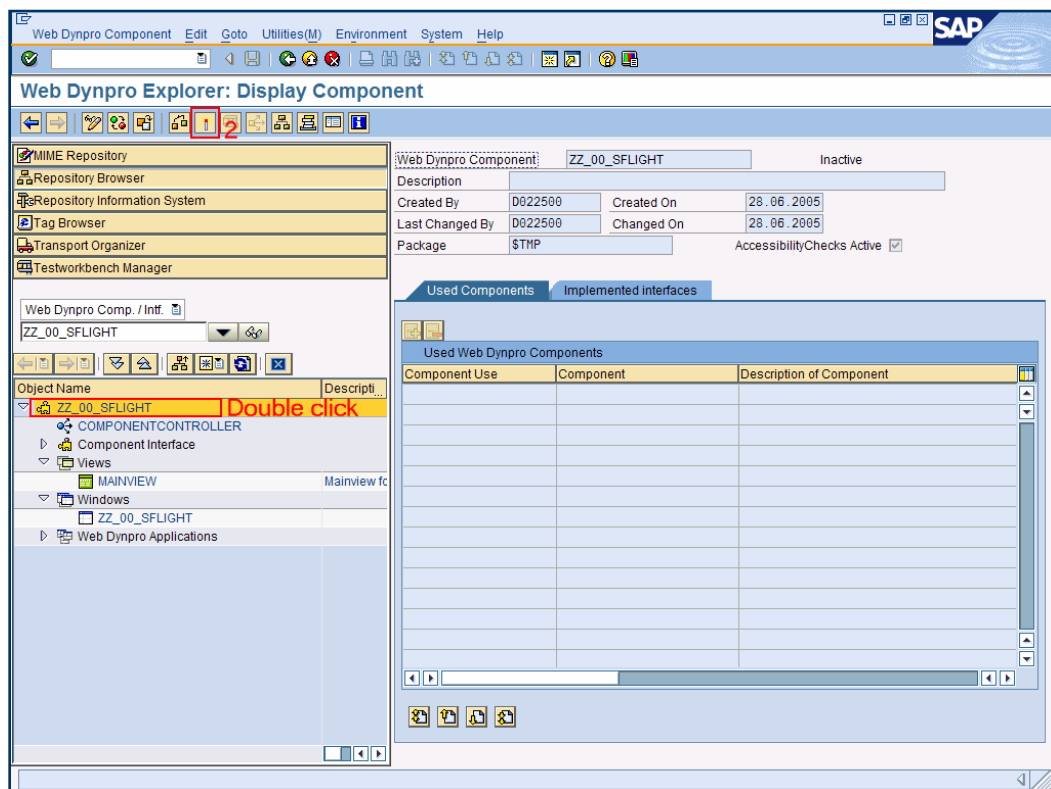 Web Dynpro Component Edit Goto Utilities(M) Environment System Help
SAP
Web Dynpro Explorer: Display Component
2
MIME Repository
Repository Browser
Repository Information System
Tag Browser
Transport Organizer
Testworkbench Manager
Web Dynpro Comp. / Intf.
ZZ_00_SFLIGHT
Object Name Descripti...
ZZ_00_SFLIGHT Double click
COMPONENTCONTROLLER
Component Interface
Views
MAINVIEW Mainview fo
Windows
ZZ_00_SFLIGHT
Web Dynpro Applications
Web Dynpro Component ZZ_00_SFLIGHT Inactive
Description
Created By D022500 Created On 28.06.2005
Last Changed By D022500 Changed On 28.06.2005
Package $TMP AccessibilityChecks Active
Used Components Implemented interfaces
Used Web Dynpro Components
Component Use Component Description of Component